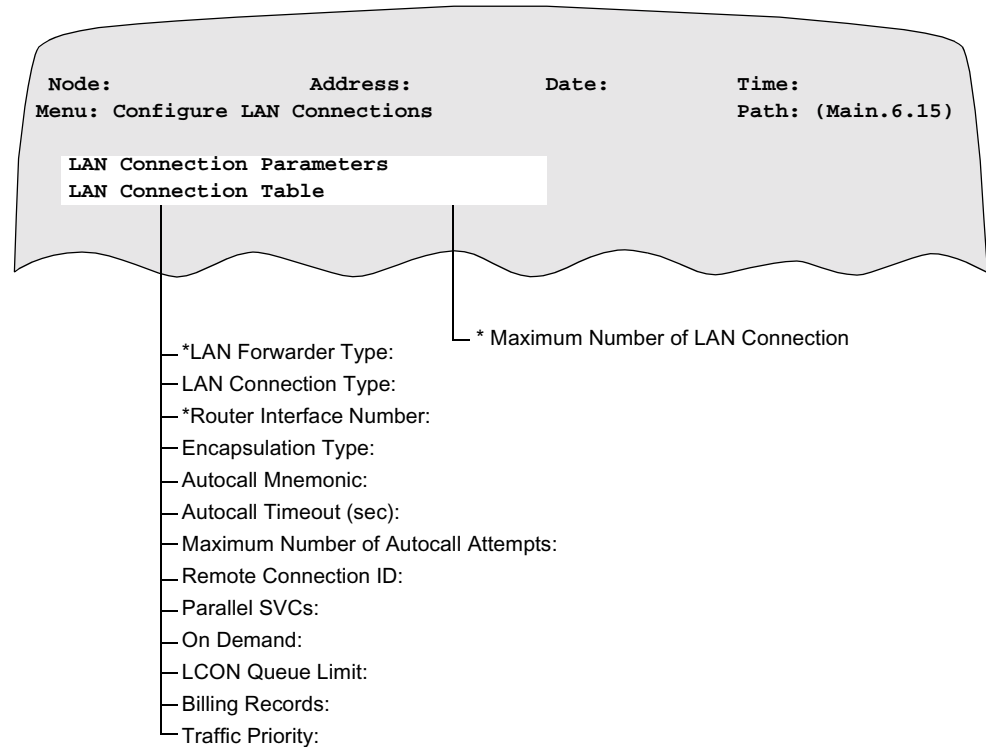 Node: Address: Date: Time:
Menu: Configure LAN Connections Path: (Main.6.15)
LAN Connection Parameters
LAN Connection Table
* Maximum Number of LAN Connection
*LAN Forwarder Type:
LAN Connection Type:
*Router Interface Number:
Encapsulation Type:
Autocall Mnemonic:
Autocall Timeout (sec):
Maximum Number of Autocall Attempts:
Remote Connection ID:
Parallel SVCs:
On Demand:
LCON Queue Limit:
Billing Records:
Traffic Priority: